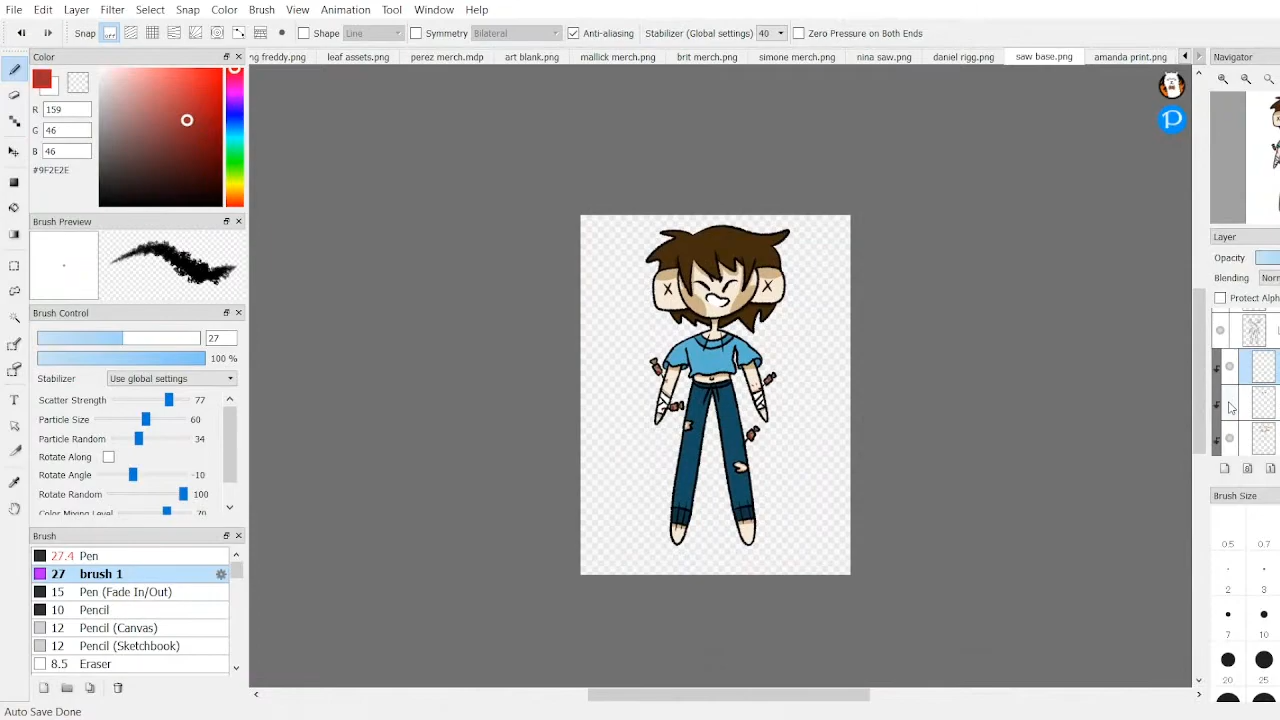 File Edit Layer Filter Select Snap Color Brush View Animation Tool Window Help
Snap OFF Shape Line Symmetry Bilateral Anti-aliasing Stabilizer (Global settings) 40 Zero Pressure on Both Ends
Color
ng freddy.png leaf assets.png perez merch.mdp art blank.png mallick merch.png brit merch.png simone merch.png nina saw.png daniel rigg.png saw base.png amanda print.png
Navigator
R 159
G 46
B 46
#9F2E2E
Brush Preview
Layer
Opacity
Blending Norr
Protect Alph
Brush Control
27
100 %
Stabilizer Use global settings
Scatter Strength 77
Particle Size 60
Particle Random 34
Rotate Along
Rotate Angle -10
Rotate Random 100
Color Mixing Level 70
Brush Size
Brush
27.4 Pen
27 brush 1
15 Pen (Fade In/Out)
10 Pencil
12 Pencil (Canvas)
12 Pencil (Sketchbook)
8.5 Eraser
0.5 0.7
2 3
7 10
20 25
Auto Save Done